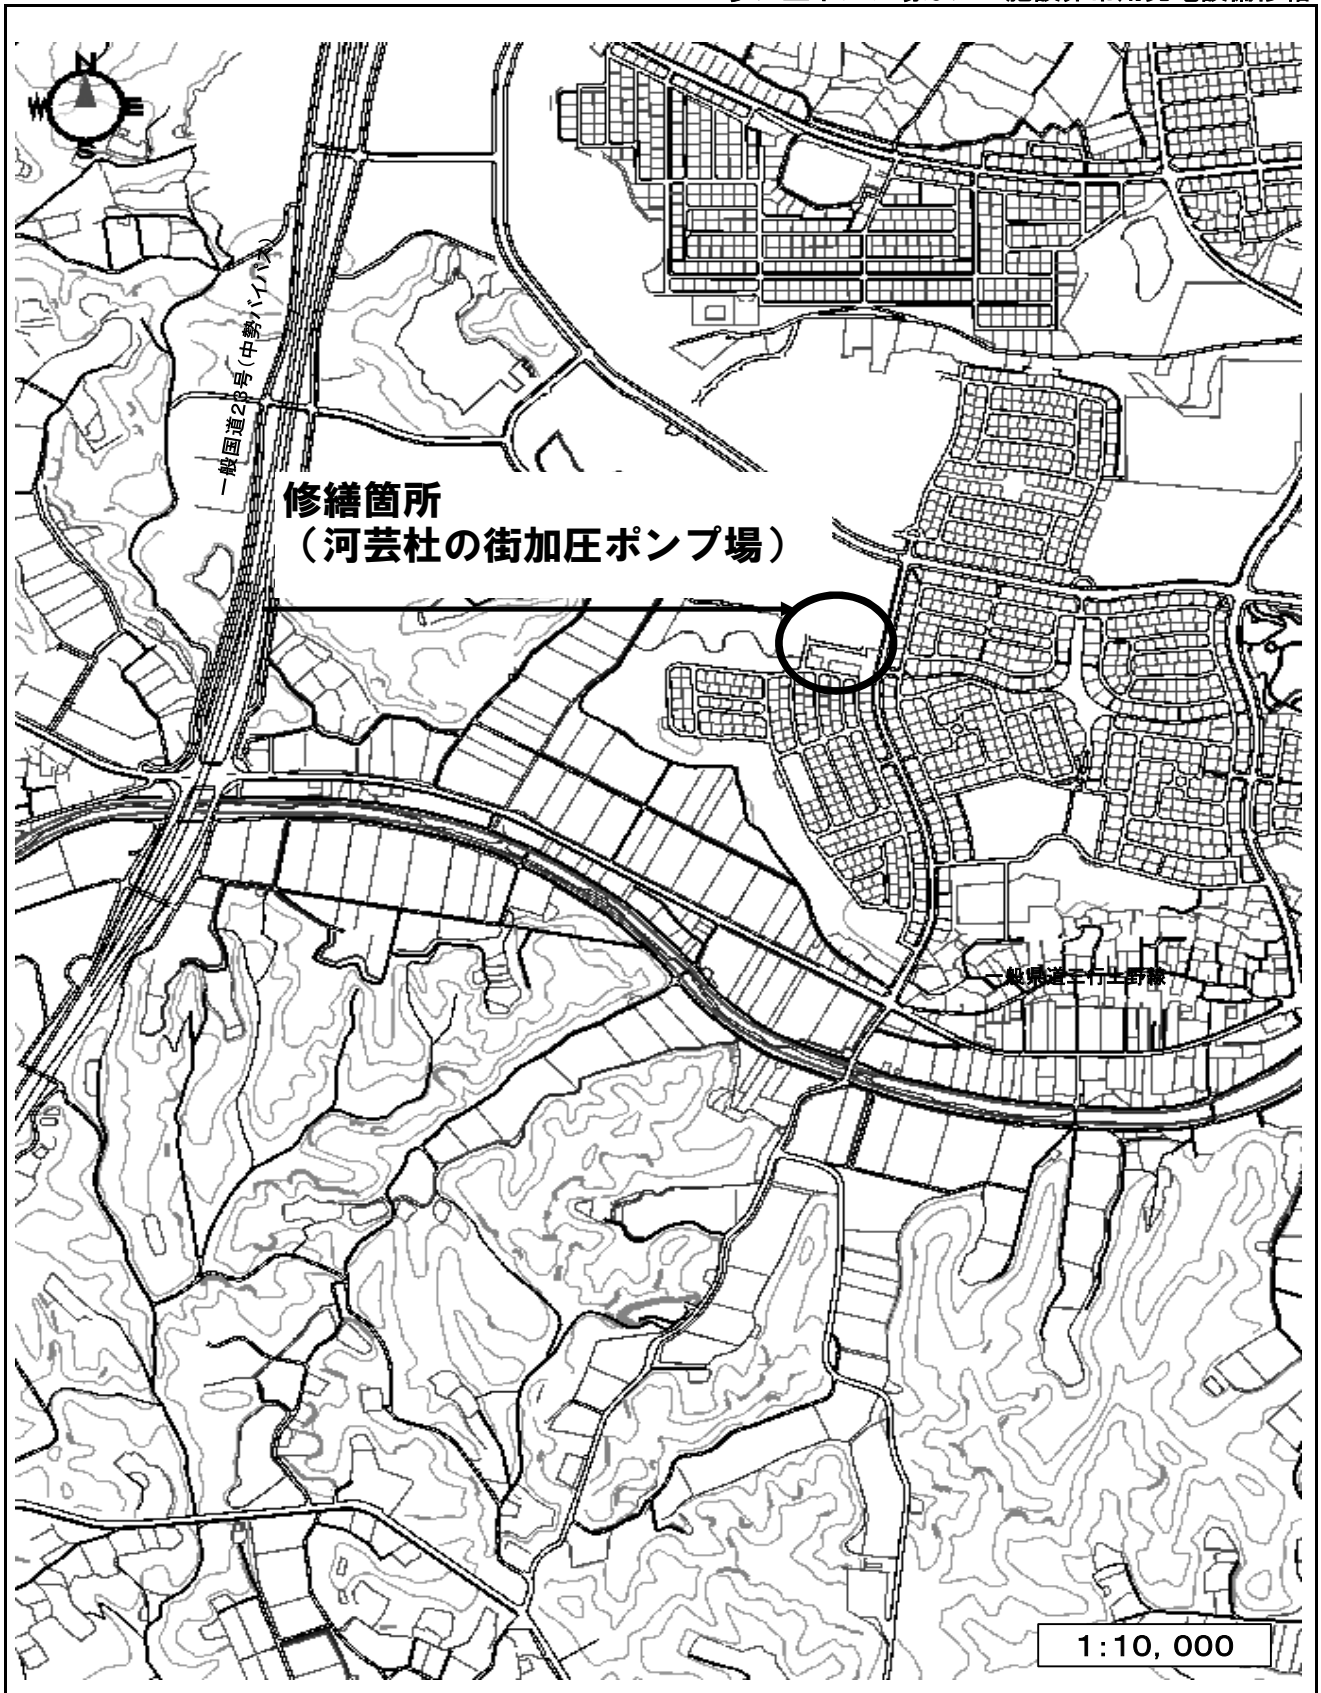 N
W E
S
一般国道23号(中勢バイパス)
修繕箇所
（河芸杜の街加圧ポンプ場）
一般県道三行上野線
1:10,000